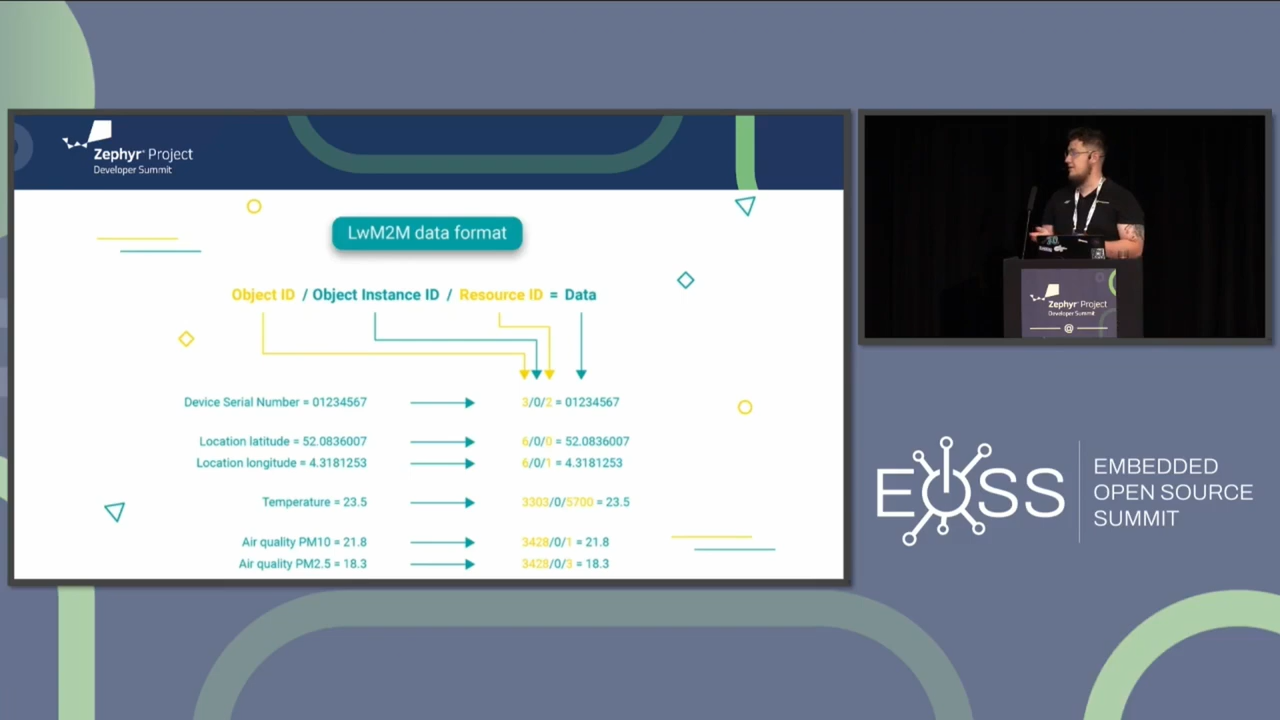 Zephyr® Project
Developer Summit
LwM2M data format
Object ID / Object Instance ID / Resource ID = Data
Device Serial Number = 01234567 3/0/2 = 01234567
Location latitude = 52.0836007 6/0/0 = 52.0836007
Location longitude = 4.3181253 6/0/1 = 4.3181253
Temperature = 23.5 3303/0/5700 = 23.5
Air quality PM10 = 21.8 3428/0/1 = 21.8
Air quality PM2.5 = 18.3 3428/0/3 = 18.3
Zephyr® Project
Developer Summit
@
EOSS
EMBEDDED
OPEN SOURCE
SUMMIT